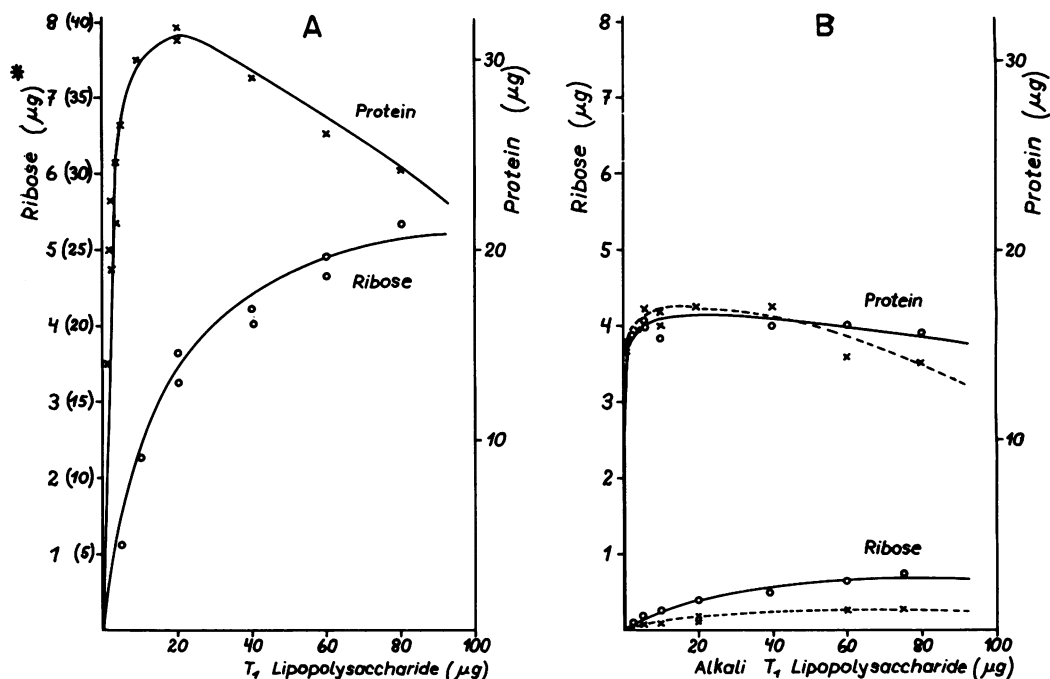 A
Ribose (µg) *
8 (40)
7 (35)
6 (30)
5 (25)
4 (20)
3 (15)
2 (10)
1 (5)
Protein
Ribose
Protein (µg)
30
20
10
20 40 60 80 100
T₁ Lipopolysaccharide (µg)
B
Ribose (µg)
8
7
6
5
4
3
2
1
Protein
Ribose
Protein (µg)
30
20
10
20 40 60 80 100
Alkali T₁ Lipopolysaccharide (µg)